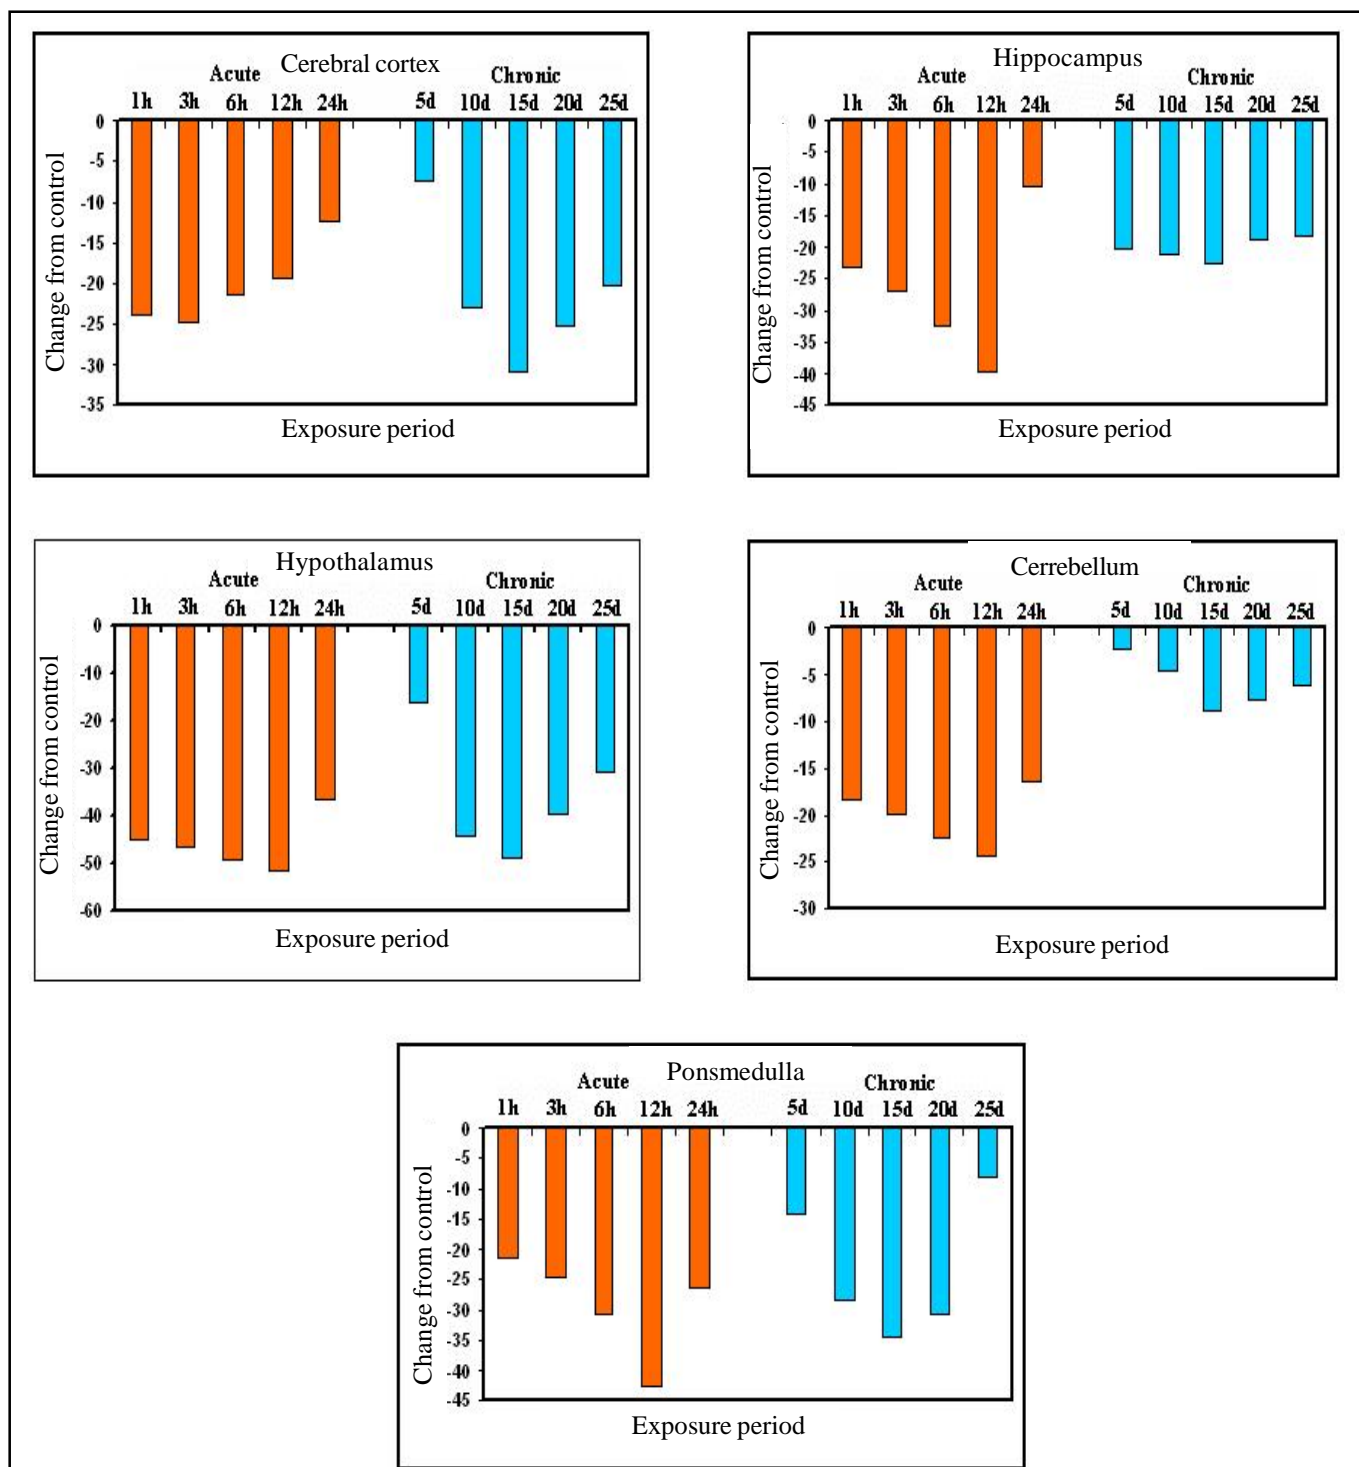 Cerebral cortex
Acute Chronic
1h 3h 6h 12h 24h 5d 10d 15d 20d 25d
0
-5
-10
-15
-20
-25
-30
-35
Change from control
Exposure period
Hippocampus
Acute Chronic
1h 3h 6h 12h 24h 5d 10d 15d 20d 25d
0
-5
-10
-15
-20
-25
-30
-35
-40
-45
Change from control
Exposure period
Hypothalamus
Acute Chronic
1h 3h 6h 12h 24h 5d 10d 15d 20d 25d
0
-10
-20
-30
-40
-50
-60
Change from control
Exposure period
Cerrebellum
Acute Chronic
1h 3h 6h 12h 24h 5d 10d 15d 20d 25d
0
-5
-10
-15
-20
-25
-30
Change from control
Exposure period
Ponsmedulla
Acute Chronic
1h 3h 6h 12h 24h 5d 10d 15d 20d 25d
0
-5
-10
-15
-20
-25
-30
-35
-40
-45
Change from control
Exposure period